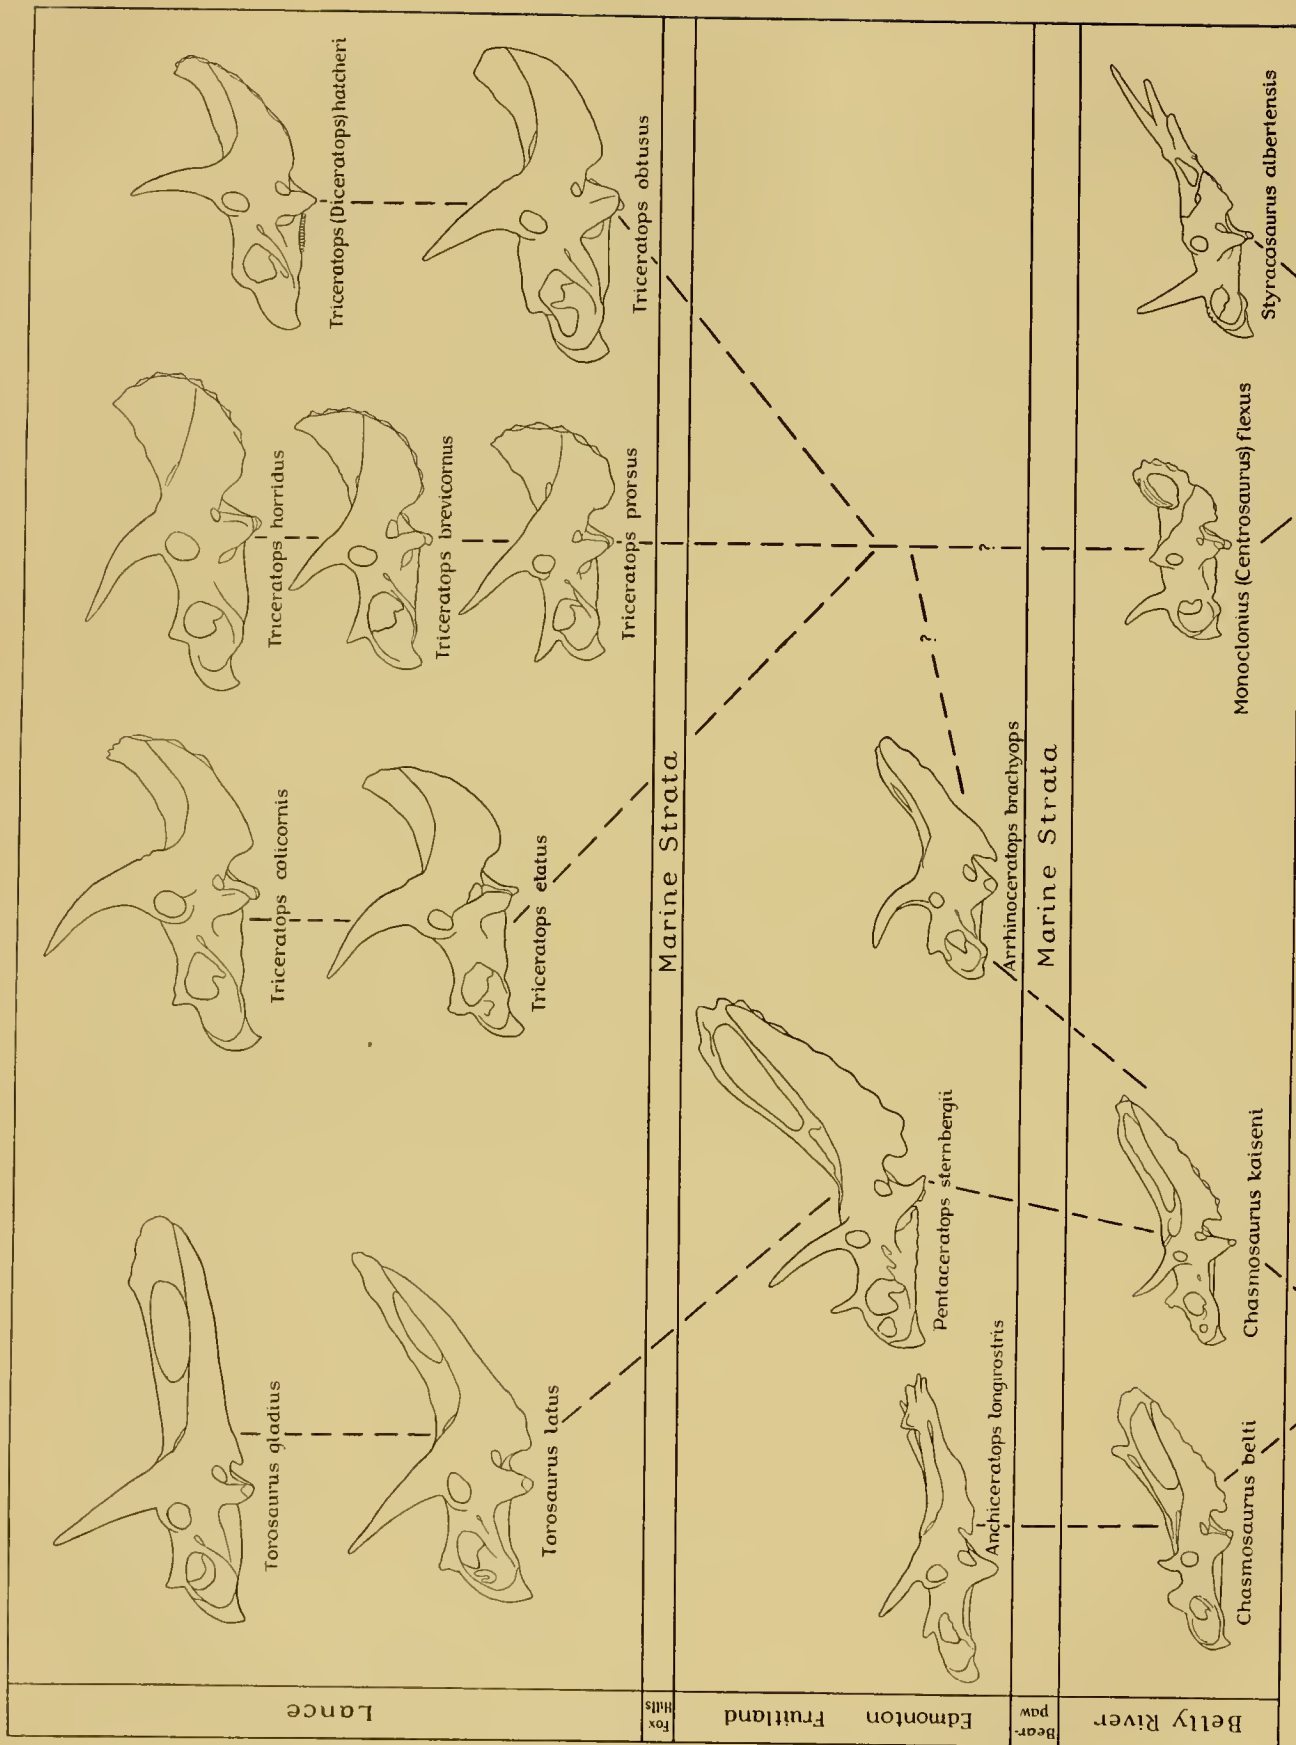 Triceratops (Diceratops) hatcheri
Triceratops obtusus
Triceratops horridus
Triceratops brevicornus
Triceratops prorsus
Triceratops calicornis
Triceratops elatus
Torosaurus gladius
Torosaurus latus
Lance
Marine Strata
Fox
Hills
?
?
Arrhinoceratops brachyops
Pentaceratops sternbergii
Anchiceratops longirostris
Edmonton Fruitland
Marine Strata
Bear-
paw
Styracasaurus albertensis
Monoclonius (Centrosaurus) flexus
Chasmosaurus kaiseni
Chasmosaurus belli
Belly River